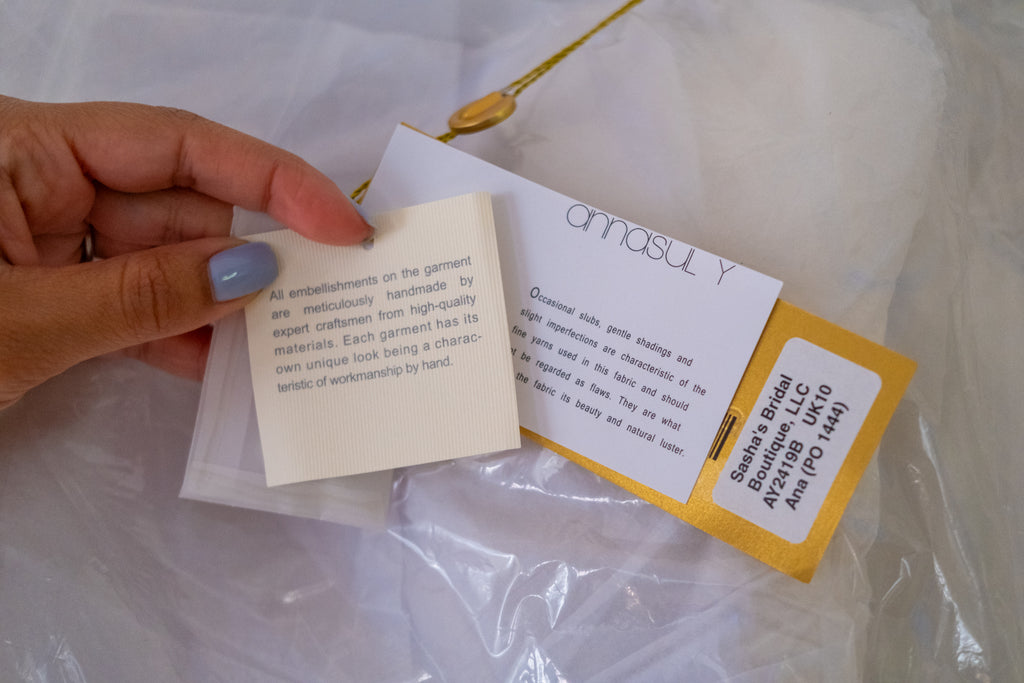 All embellishments on the garment
are meticulously handmade by
expert craftsmen from high-quality
materials. Each garment has its
own unique look being a charac-
teristic of workmanship by hand.
annasul Y
Occasional slubs, gentle shadings and
slight imperfections are characteristic of the
fine yarns used in this fabric and should
be regarded as flaws. They are what
the fabric its beauty and natural luster.
Sasha's Bridal
Boutique, LLC
AY2419B UK10
Ana (PO 1444)